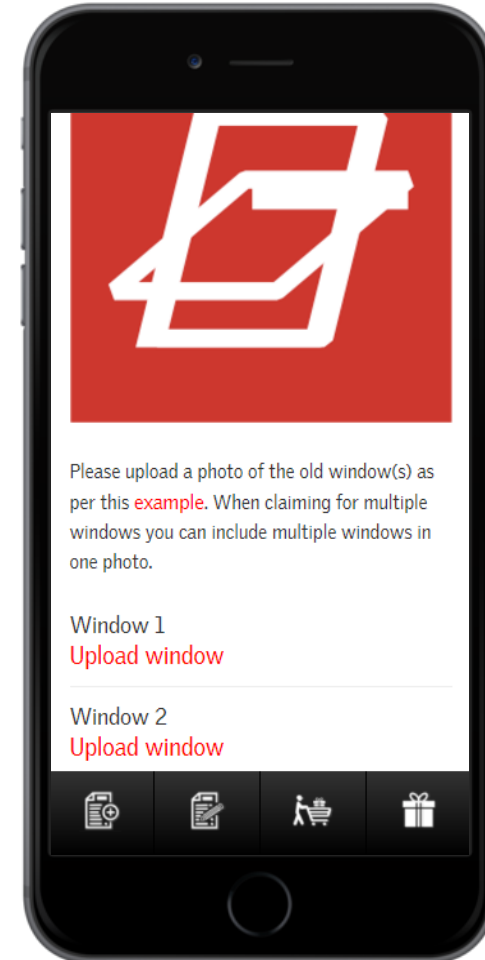 Please upload a photo of the old window(s) as
per this example. When claiming for multiple
windows you can include multiple windows in
one photo.
Window 1
Upload window
Window 2
Upload window